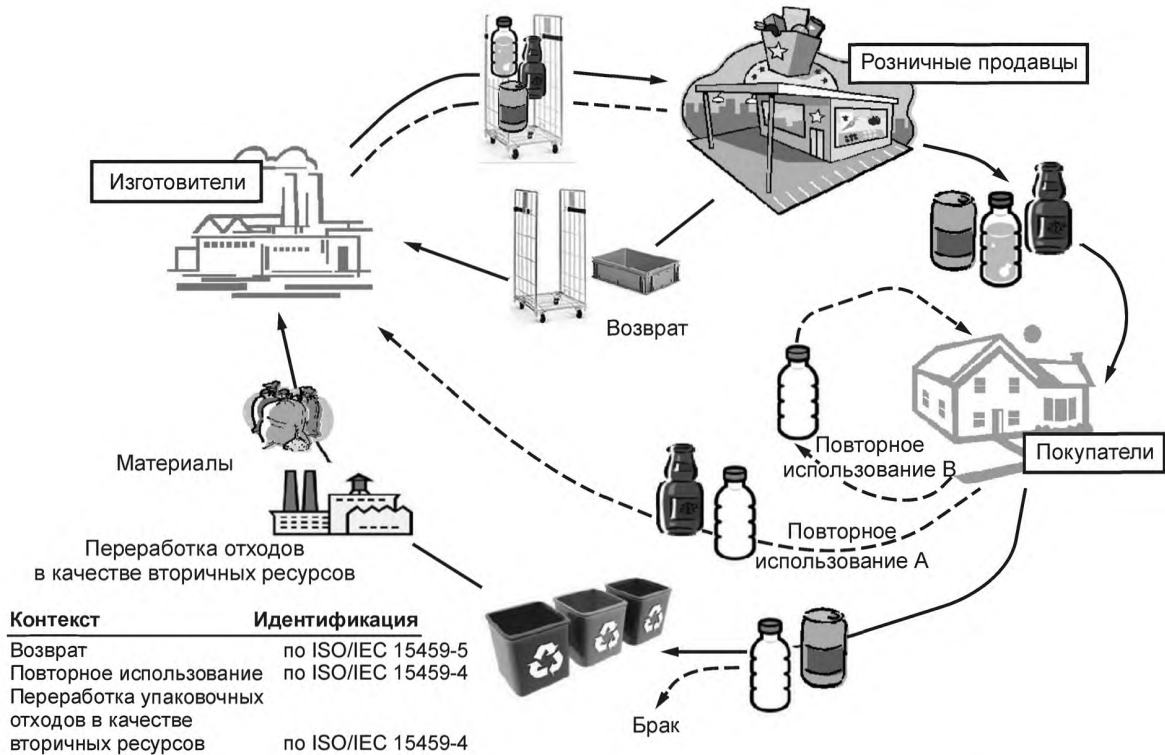 Розничные продавцы
Изготовители
Возврат
Материалы
Повторное
использование В
Покупатели
Повторное
использование А
Переработка отходов
в качестве вторичных ресурсов
Контекст Идентификация
Возврат по ISO/IEC 15459-5
Повторное использование по ISO/IEC 15459-4
Переработка упаковочных
отходов в качестве
вторичных ресурсов по ISO/IEC 15459-4
Брак